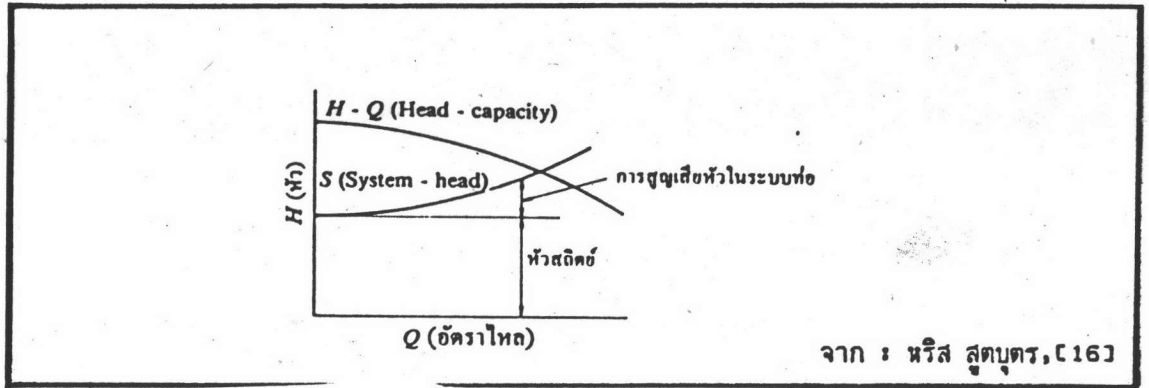 H - Q (Head - capacity)
S (System - head)
การสูญเสียหัวในระบบท่อ
H (หัว)
หัวสถิตย์
Q (อัตราไหล)
จาก : หริส สูตบุตร,[16]